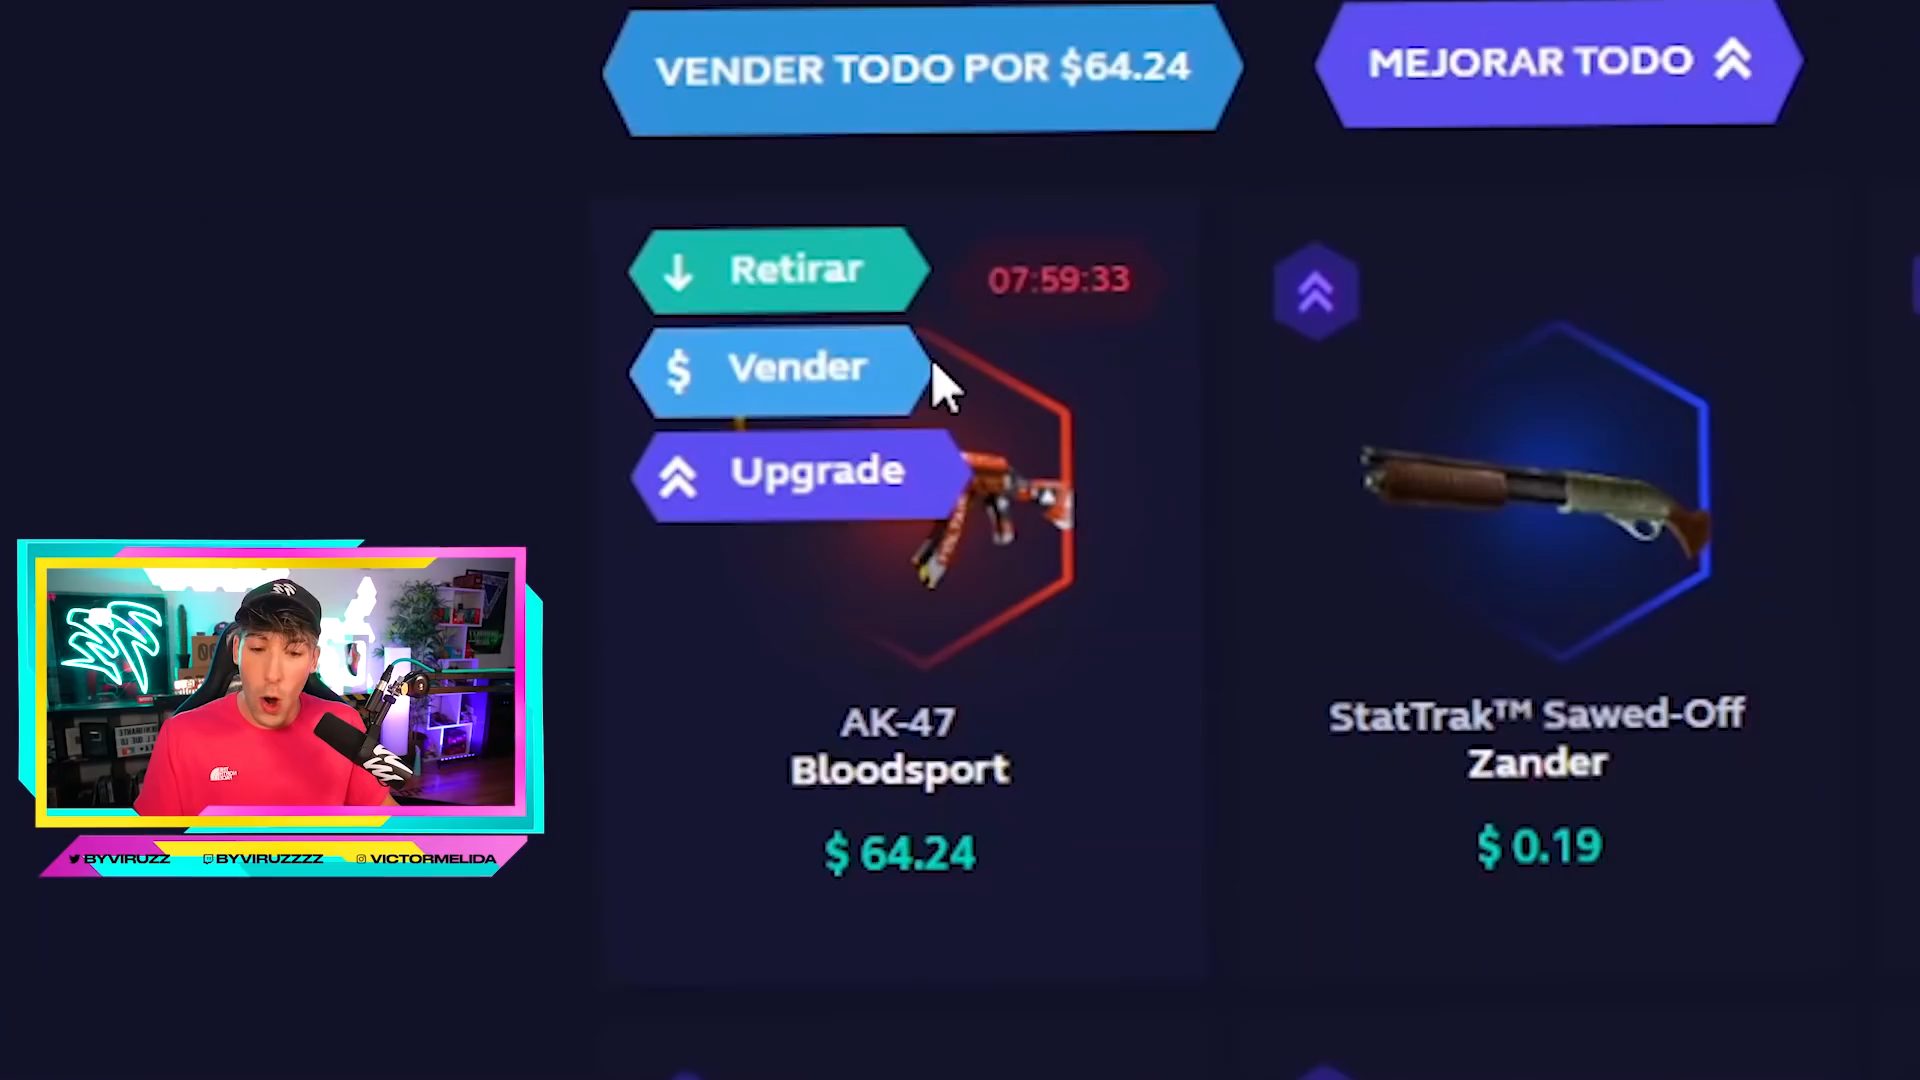 VENDER TODO POR $64.24
MEJORAR TODO
Retirar
07:59:33
$ Vender
Upgrade
AK-47
Bloodsport
$ 64.24
StatTrak™ Sawed-Off
Zander
$ 0.19
BYVIRUZZ
BYVIRUZZZZ
VICTORMELIDA